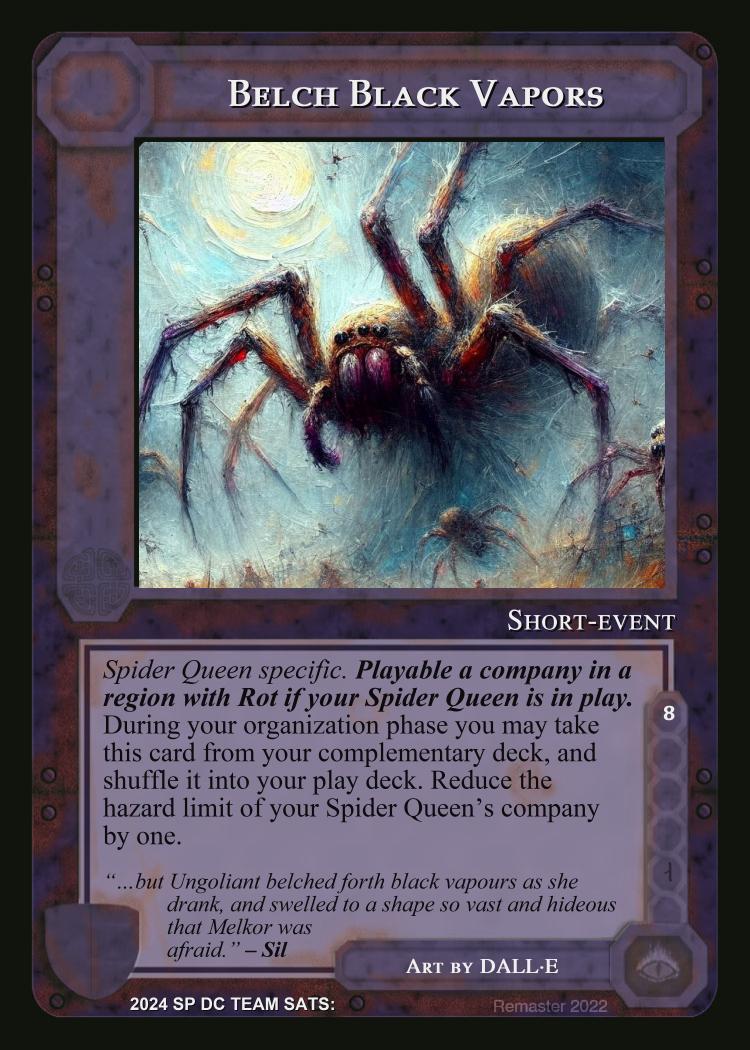 Belch Black Vapors
Short-event
Spider Queen specific. Playable a company in a
region with Rot if your Spider Queen is in play.
During your organization phase you may take
this card from your complementary deck, and
shuffle it into your play deck. Reduce the
hazard limit of your Spider Queen’s company
by one.
8
“...but Ungoliant belched forth black vapours as she
drank, and swelled to a shape so vast and hideous
that Melkor was
afraid.” – Sil
Art by DALL·E
2024 SP DC TEAM SATS:
Remaster 2022